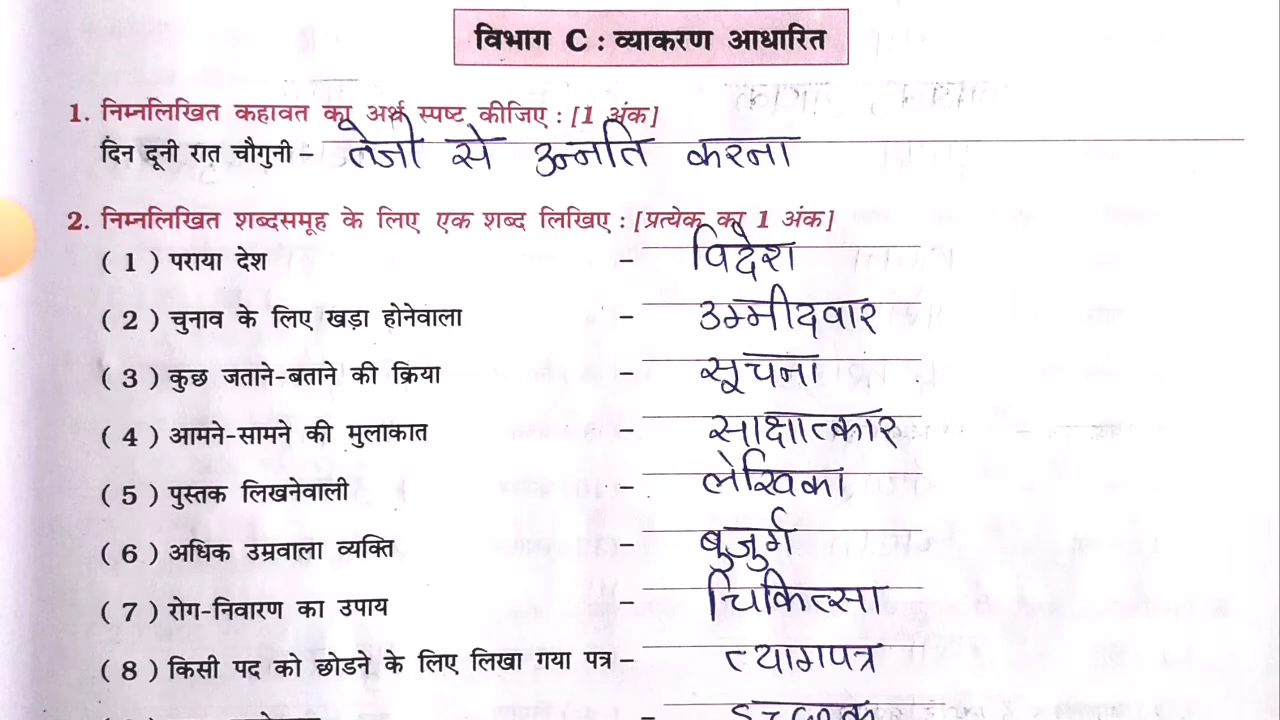 विभाग C : व्याकरण आधारित
1. निम्नलिखित कहावत का अर्थ स्पष्ट कीजिए : [1 अंक]
दिन दूनी रात चौगुनी – तेजी से उन्नति करना
2. निम्नलिखित शब्दसमूह के लिए एक शब्द लिखिए : [प्रत्येक का 1 अंक]
( 1 ) पराया देश – विदेश
( 2 ) चुनाव के लिए खड़ा होनेवाला – उम्मीदवार
( 3 ) कुछ जताने-बताने की क्रिया – सूचना
( 4 ) आमने-सामने की मुलाकात – साक्षात्कार
( 5 ) पुस्तक लिखनेवाली – लेखिका
( 6 ) अधिक उम्रवाला व्यक्ति – बुजुर्ग
( 7 ) रोग-निवारण का उपाय – चिकित्सा
( 8 ) किसी पद को छोडने के लिए लिखा गया पत्र – त्यागपत्र